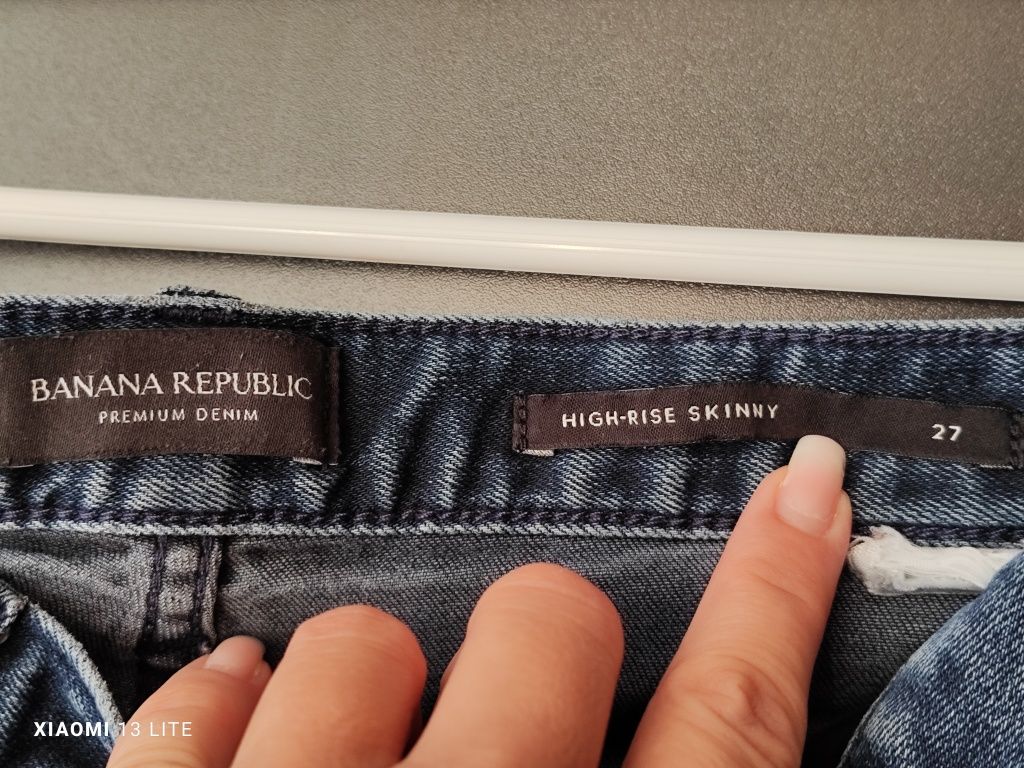 BANANA REPUBLIC
PREMIUM DENIM
HIGH-RISE SKINNY 27
XIAOMI 13 LITE